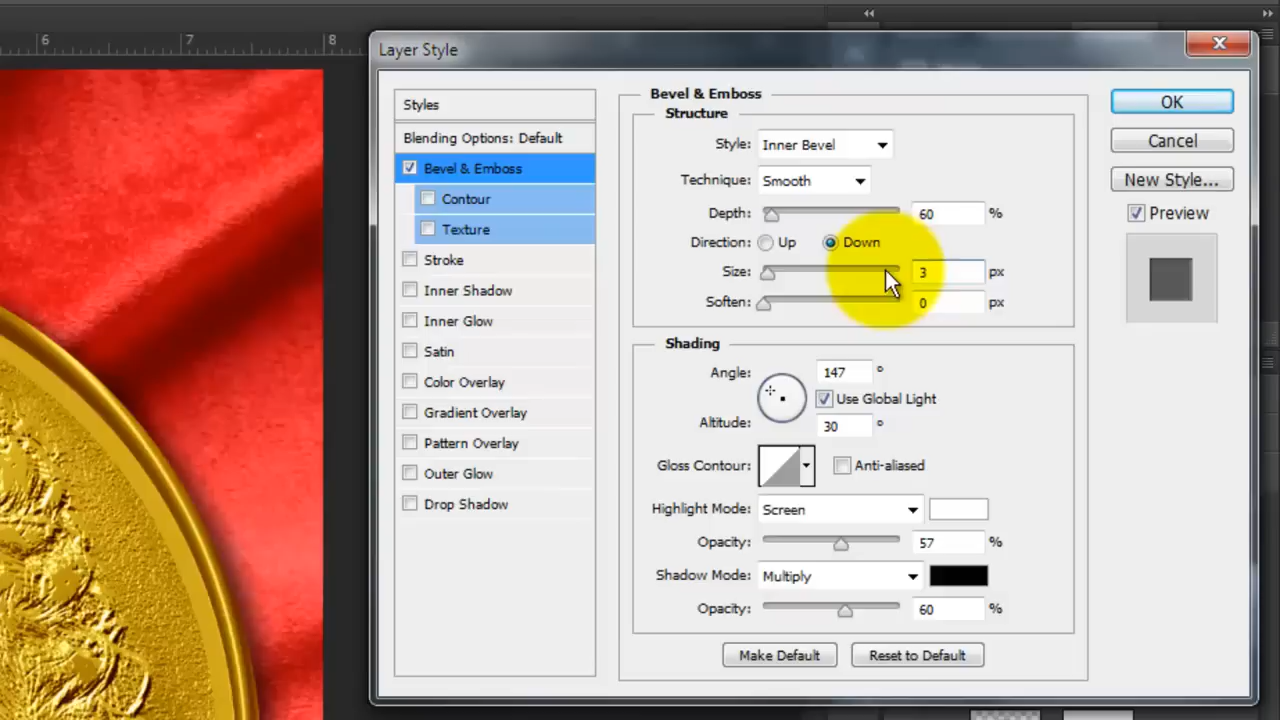 6 7 8
Layer Style
Styles
Blending Options: Default
Bevel & Emboss
Contour
Texture
Stroke
Inner Shadow
Inner Glow
Satin
Color Overlay
Gradient Overlay
Pattern Overlay
Outer Glow
Drop Shadow
Bevel & Emboss
Structure
Style: Inner Bevel
Technique: Smooth
Depth: 60 %
Direction: Up Down
Size: 3 px
Soften: 0 px
Shading
Angle: 147 °
Use Global Light
Altitude: 30 °
Gloss Contour: Anti-aliased
Highlight Mode: Screen
Opacity: 57 %
Shadow Mode: Multiply
Opacity: 60 %
Make Default Reset to Default
OK
Cancel
New Style...
Preview